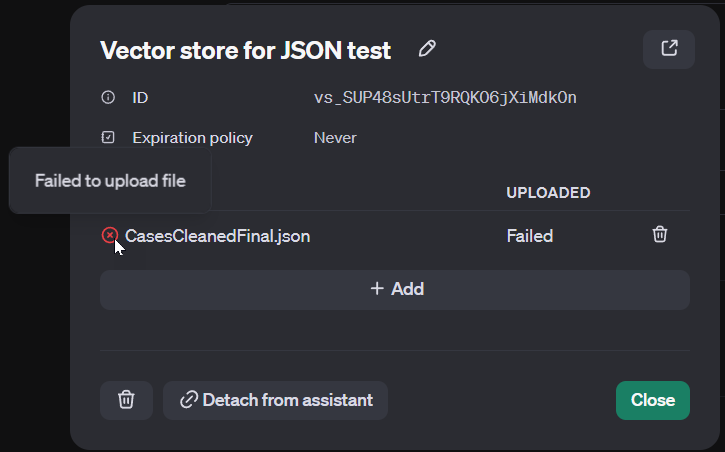 Vector store for JSON test
ID vs_SUP48sUtrT9RQKO6jXiMdkOn
Expiration policy Never
Failed to upload file
UPLOADED
CasesCleanedFinal.json Failed
+ Add
Detach from assistant Close